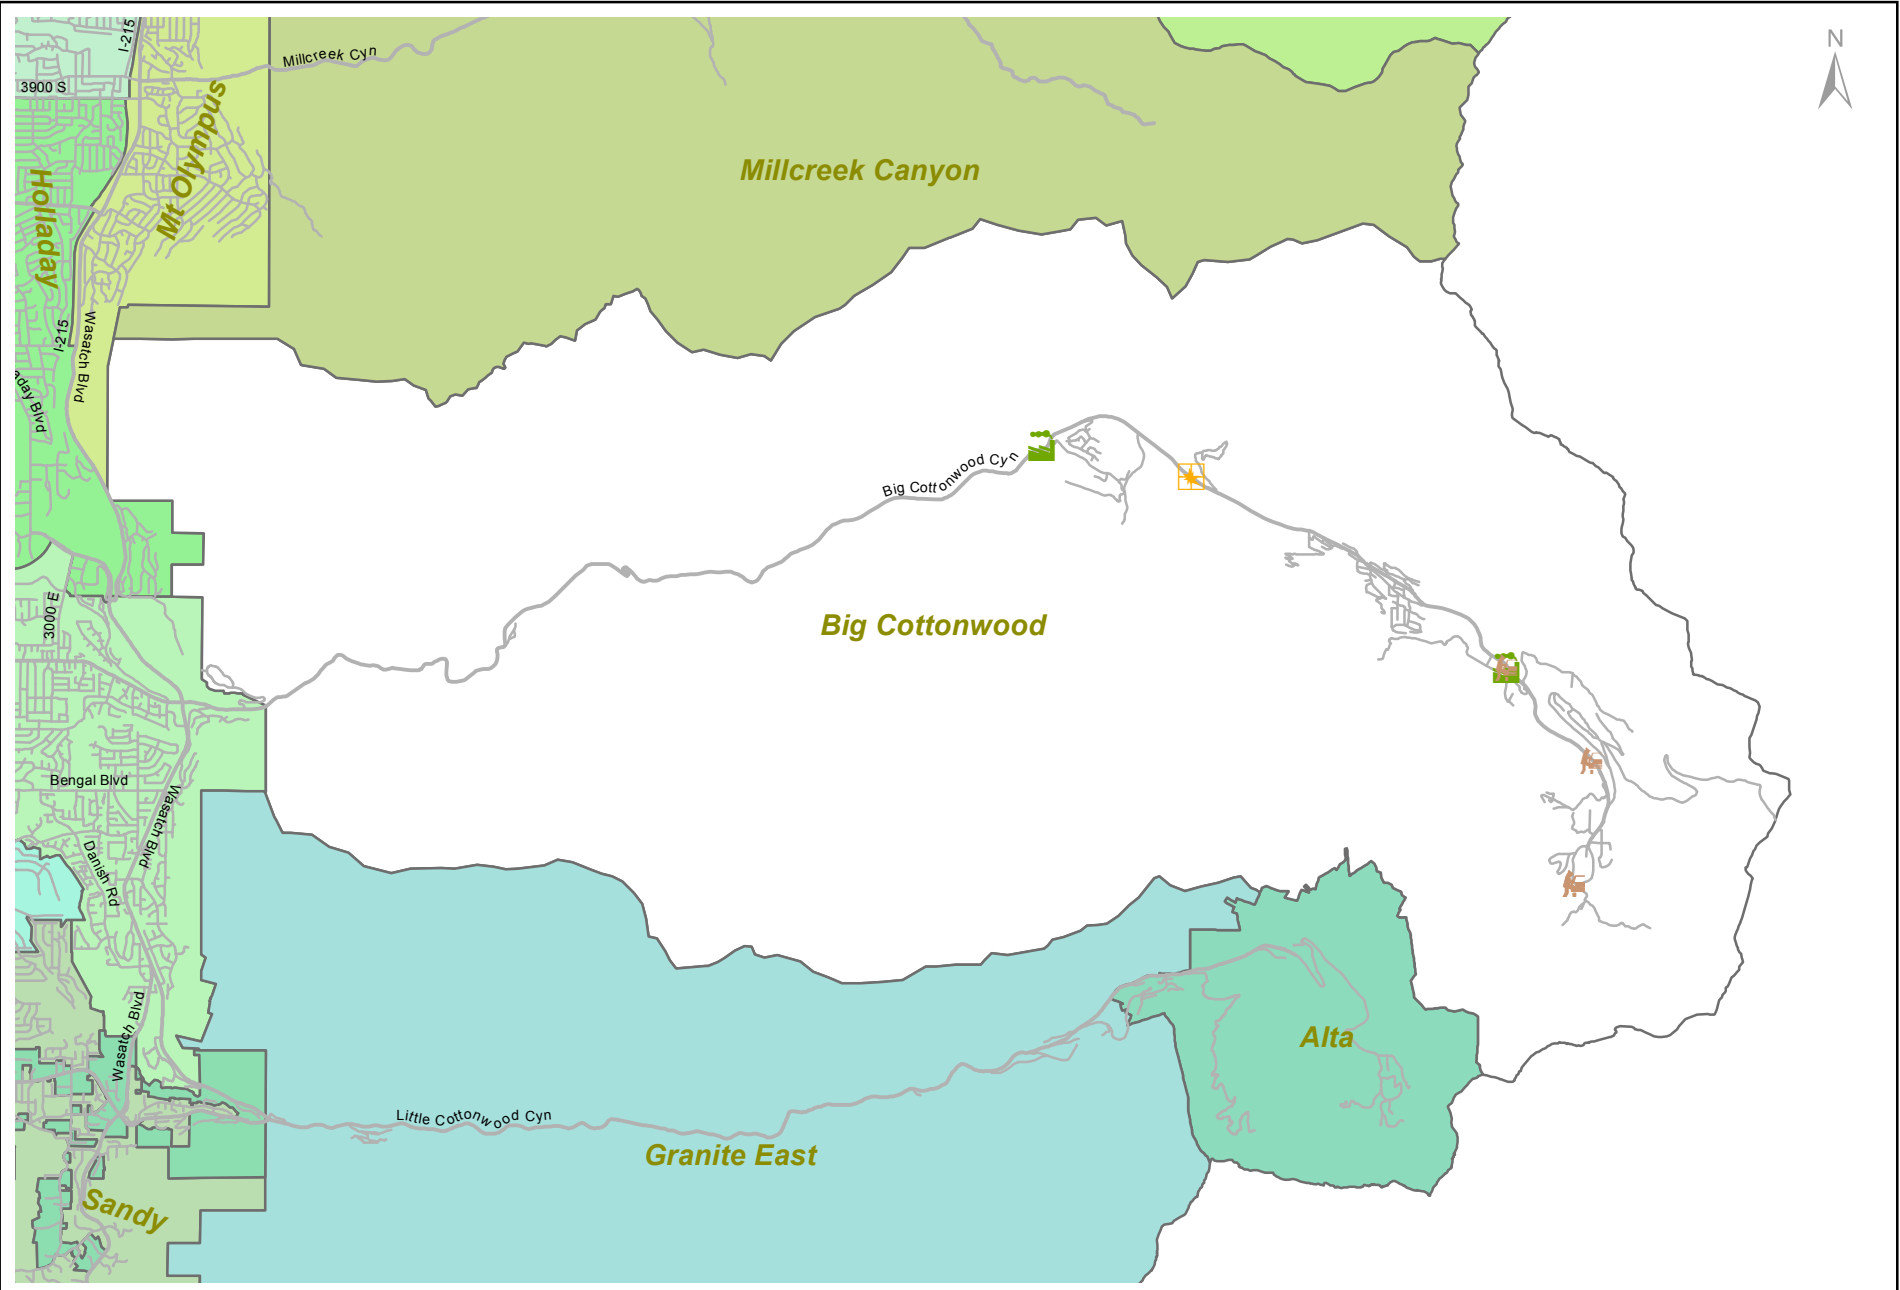 I-215
Millcreek Cyn
N
3900 S
Mt Olympus
Millcreek Canyon
Holladay
I-215
Wasatch Blvd
aday Blvd
Big Cottonwood Cyn
3000 E
Big Cottonwood
Bengal Blvd
Wasatch Blvd
Danish Rd
Wasatch Blvd
Alta
Little Cottonwood Cyn
Granite East
Sandy